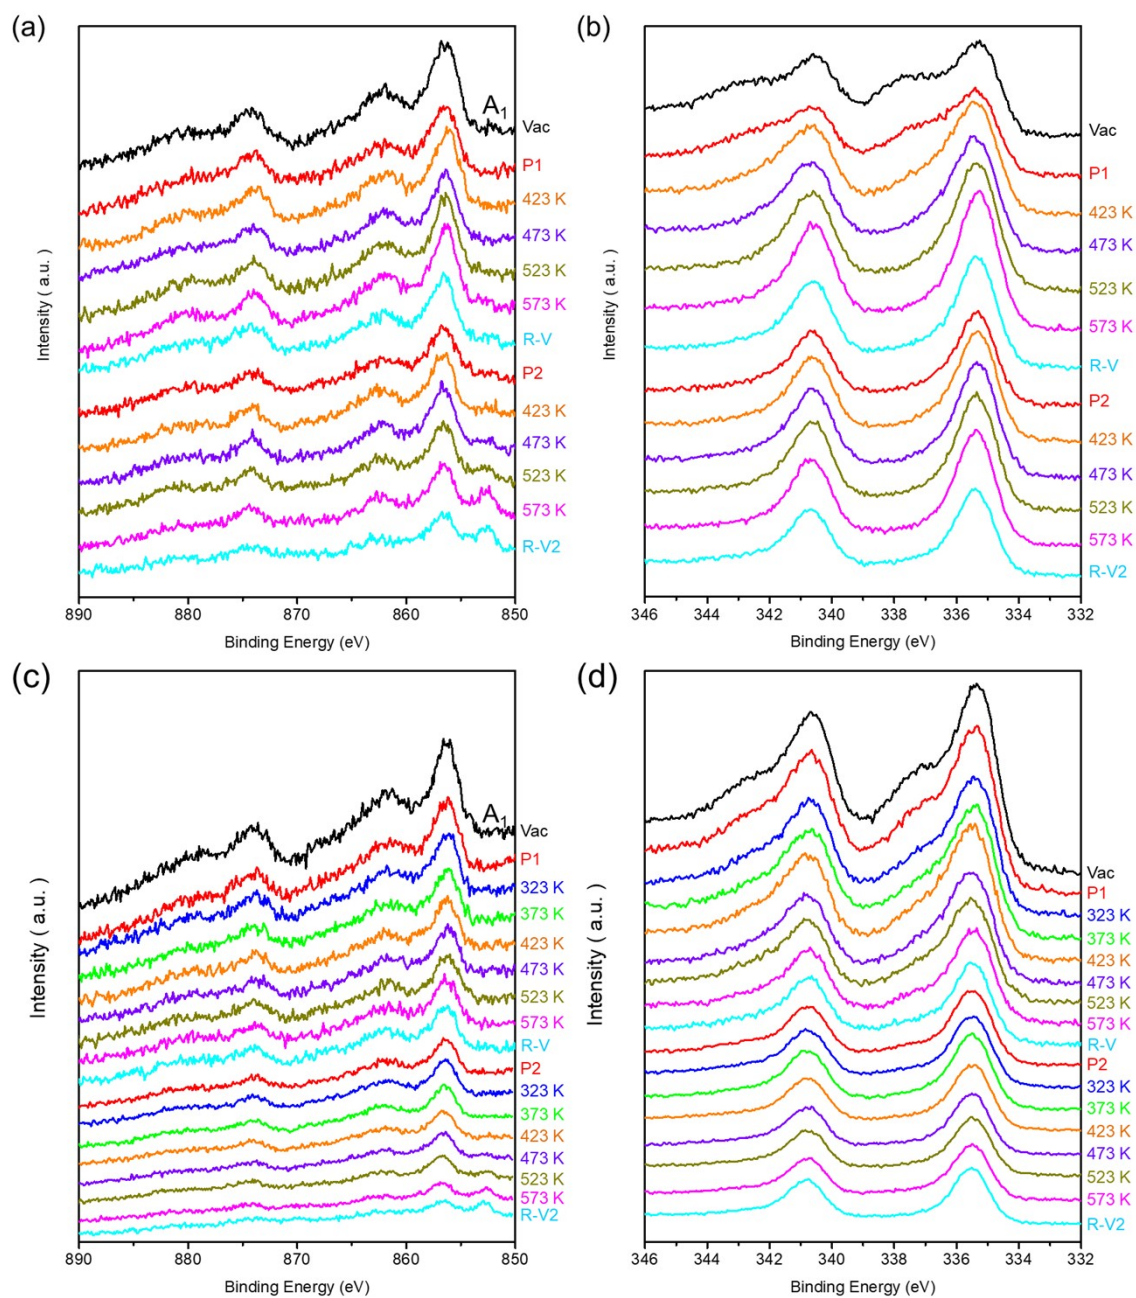 (a)
A1
Vac
P1
423 K
473 K
523 K
573 K
R-V
P2
423 K
473 K
523 K
573 K
R-V2
Intensity ( a.u. )
890 880 870 860 850
Binding Energy (eV)
(b)
Vac
P1
423 K
473 K
523 K
573 K
R-V
P2
423 K
473 K
523 K
573 K
R-V2
Intensity ( a.u. )
346 344 342 340 338 336 334 332
Binding Energy (eV)
(c)
A1
Vac
P1
323 K
373 K
423 K
473 K
523 K
573 K
R-V
P2
323 K
373 K
423 K
473 K
523 K
573 K
R-V2
Intensity ( a.u. )
890 880 870 860 850
Binding Energy (eV)
(d)
Vac
P1
323 K
373 K
423 K
473 K
523 K
573 K
R-V
P2
323 K
373 K
423 K
473 K
523 K
573 K
R-V2
Intensity ( a.u. )
346 344 342 340 338 336 334 332
Binding Energy (eV)